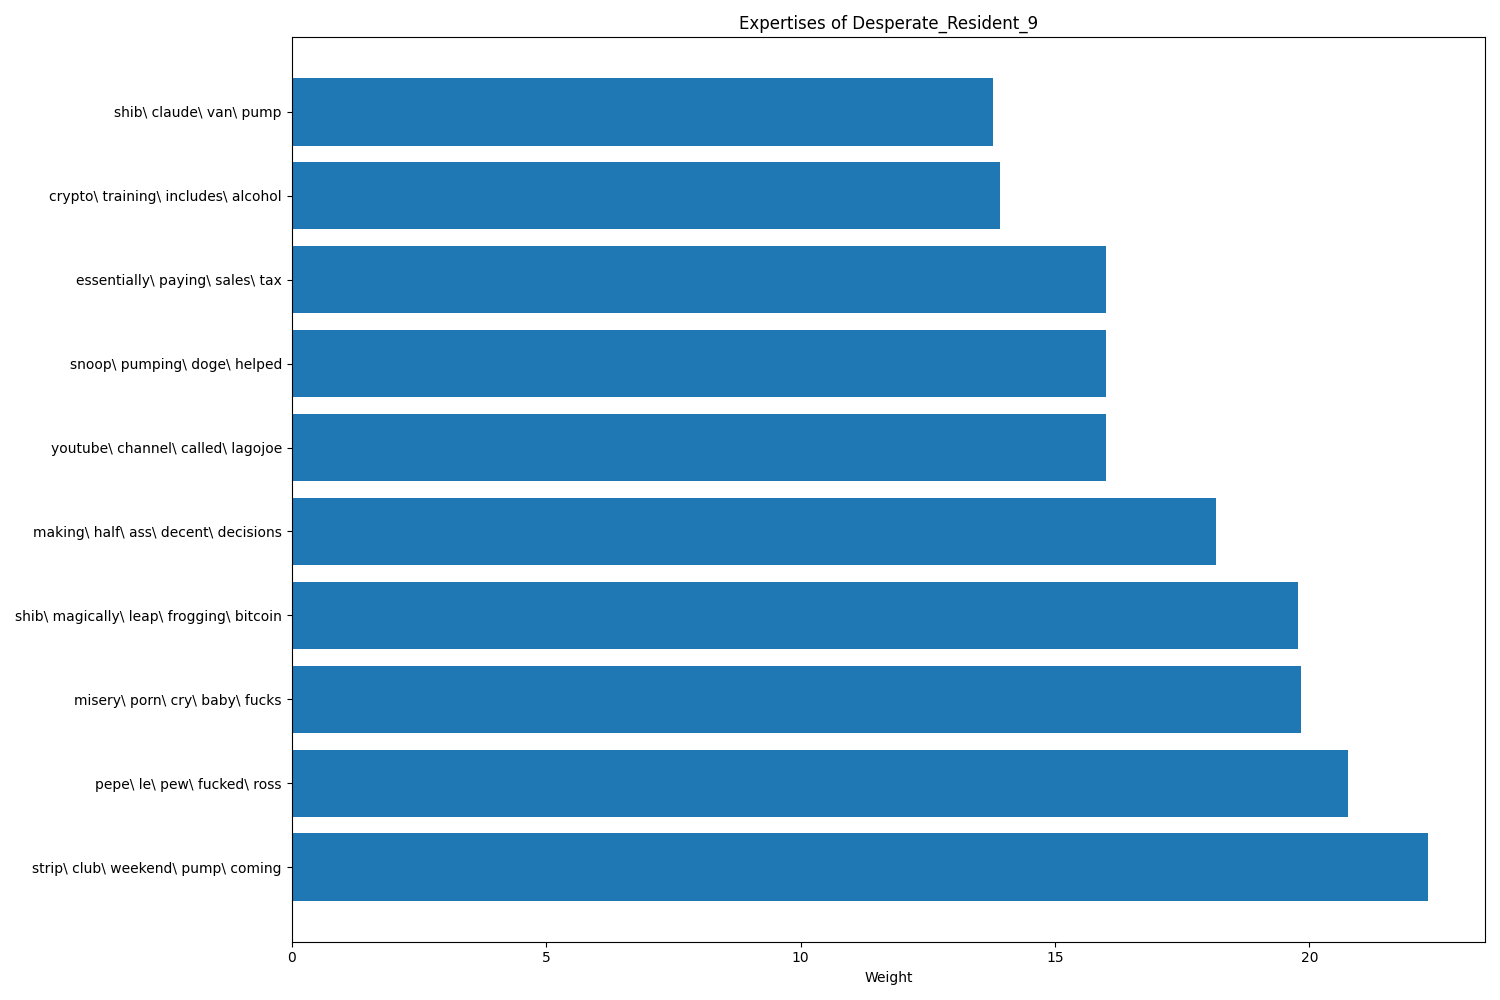 Expertises of Desperate_Resident_9
shib\ claude\ van\ pump
crypto\ training\ includes\ alcohol
essentially\ paying\ sales\ tax
snoop\ pumping\ doge\ helped
youtube\ channel\ called\ lagojoe
making\ half\ ass\ decent\ decisions
shib\ magically\ leap\ frogging\ bitcoin
misery\ porn\ cry\ baby\ fucks
pepe\ le\ pew\ fucked\ ross
strip\ club\ weekend\ pump\ coming
0 5 10 15 20
Weight